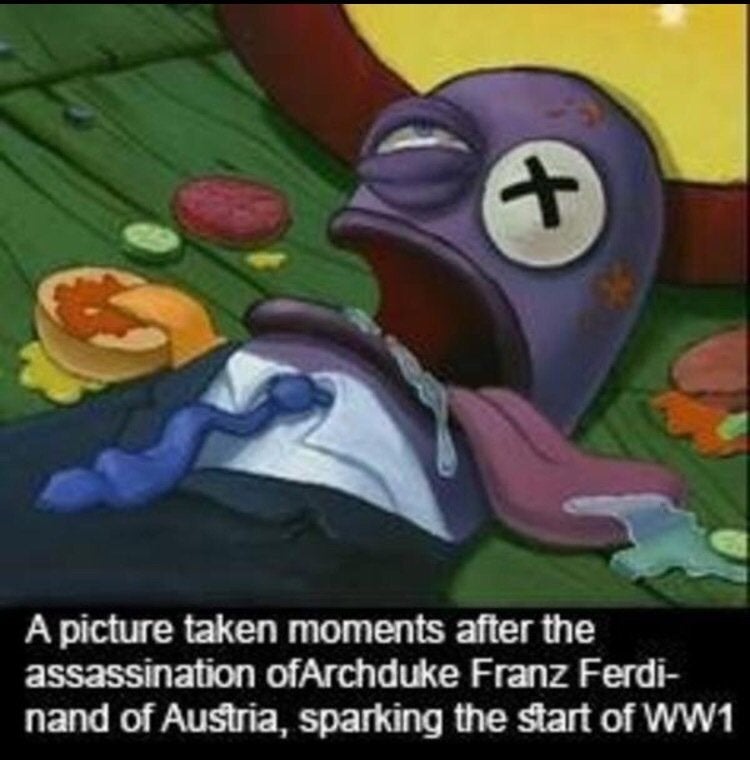 A picture taken moments after the
assassination ofArchduke Franz Ferdi-
nand of Austria, sparking the start of WW1